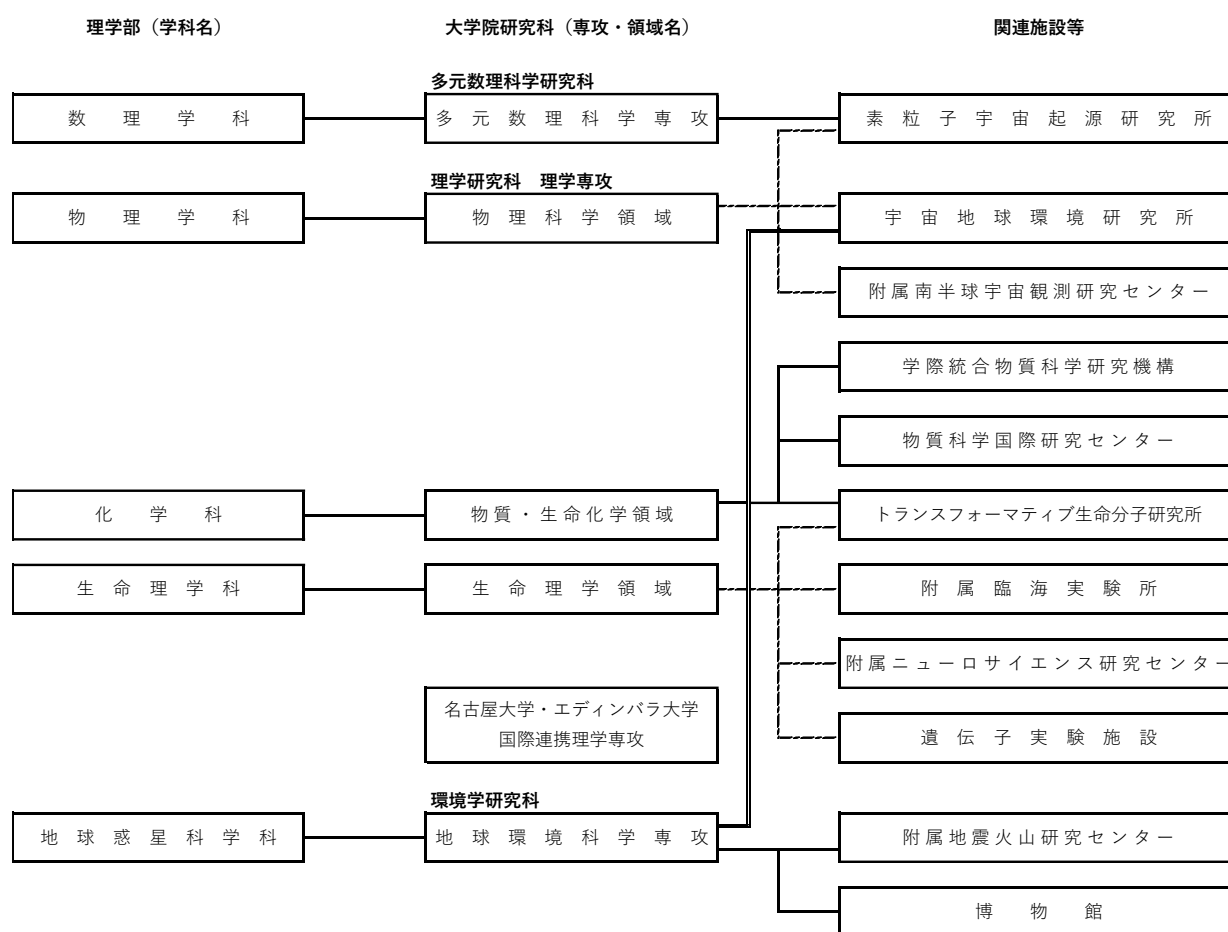 理学部（学科名）
大学院研究科（専攻・領域名）
関連施設等
多元数理科学研究科
数理学科
多元数理科学専攻
素粒子宇宙起源研究所
理学研究科　理学専攻
物理学科
物理科学領域
宇宙地球環境研究所
附属南半球宇宙観測研究センター
学際統合物質科学研究機構
物質科学国際研究センター
化学科
物質・生命化学領域
トランスフォーマティブ生命分子研究所
生命理学科
生命理学領域
附属臨海実験所
附属ニューロサイエンス研究センター
名古屋大学・エディンバラ大学
国際連携理学専攻
遺伝子実験施設
環境学研究科
地球惑星科学科
地球環境科学専攻
附属地震火山研究センター
博物館